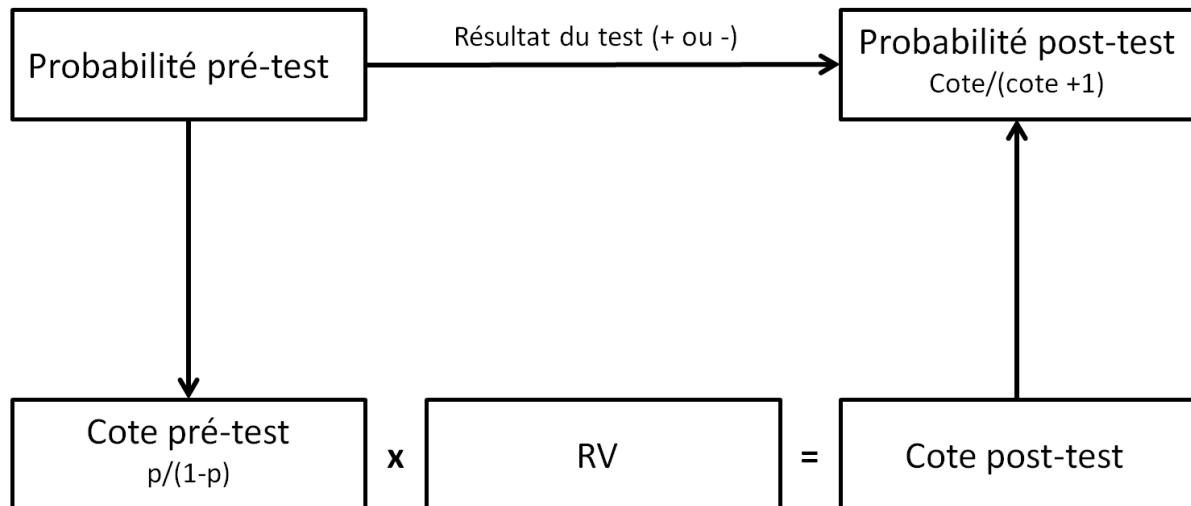 Probabilité pré-test
Résultat du test (+ ou -)
Probabilité post-test
Cote/(cote +1)
Cote pré-test
p/(1-p)
x
RV
=
Cote post-test